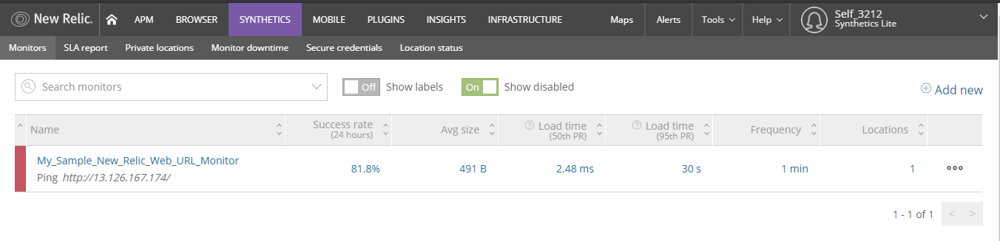 New Relic. APM BROWSER SYNTHETICS MOBILE PLUGINS INSIGHTS INFRASTRUCTURE Maps Alerts Tools Help Self_3212
Synthetics Lite
Monitors SLA report Private locations Monitor downtime Secure credentials Location status
Search monitors Off Show labels On Show disabled
Add new
Name Success rate (24 hours) Avg size ? Load time (50th PR) ? Load time (95th PR) Frequency Locations
My_Sample_New_Relic_Web_URL_Monitor
Ping http://13.126.167.174/
81.8% 491 B 2.48 ms 30 s 1 min 1
1 - 1 of 1 < >